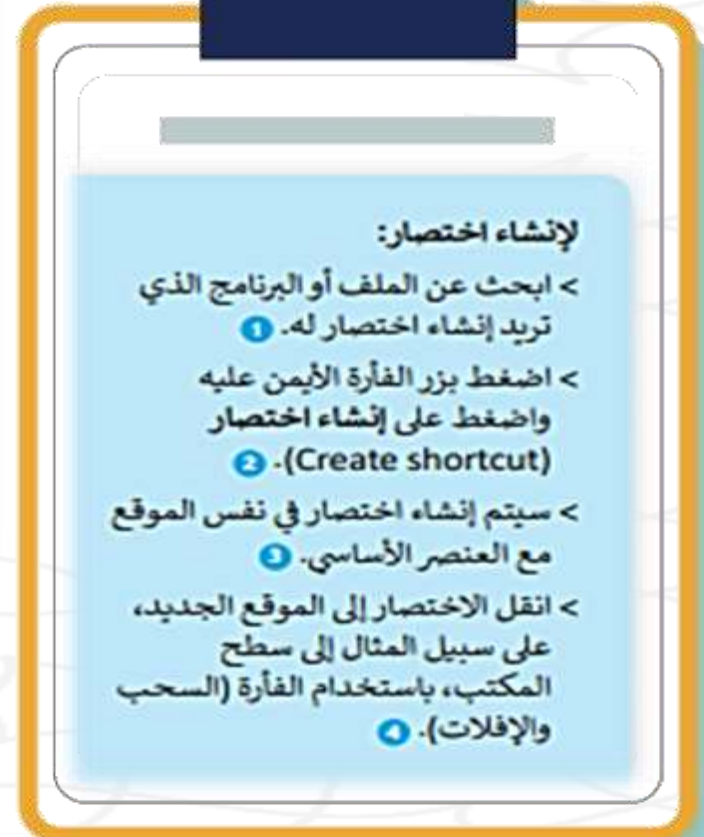 لإنشاء اختصار:
> ابحث عن الملف أو البرنامج الذي
تريد إنشاء اختصار له. 1
> اضغط بزر الفأرة الأيمن عليه
واضغط على إنشاء اختصار
(Create shortcut). 2
> سيتم إنشاء اختصار في نفس الموقع
مع العنصر الأساسي. 3
> انقل الاختصار إلى الموقع الجديد،
على سبيل المثال إلى سطح
المكتب، باستخدام الفأرة (السحب
والإفلات). 4